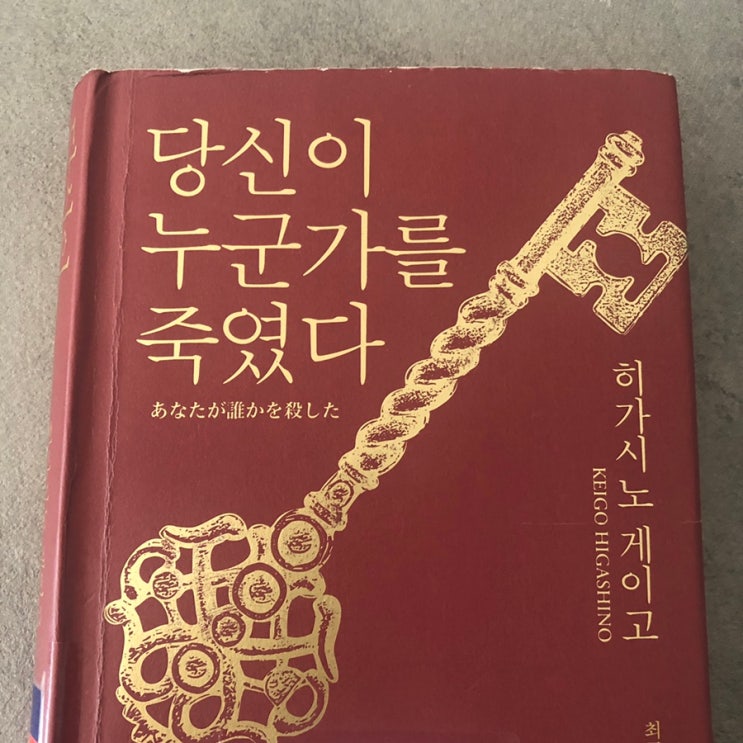 당신이
누군가를
죽였다
あなたが誰かを殺した
히가시노 게이고
KEIGO HIGASHINO
최